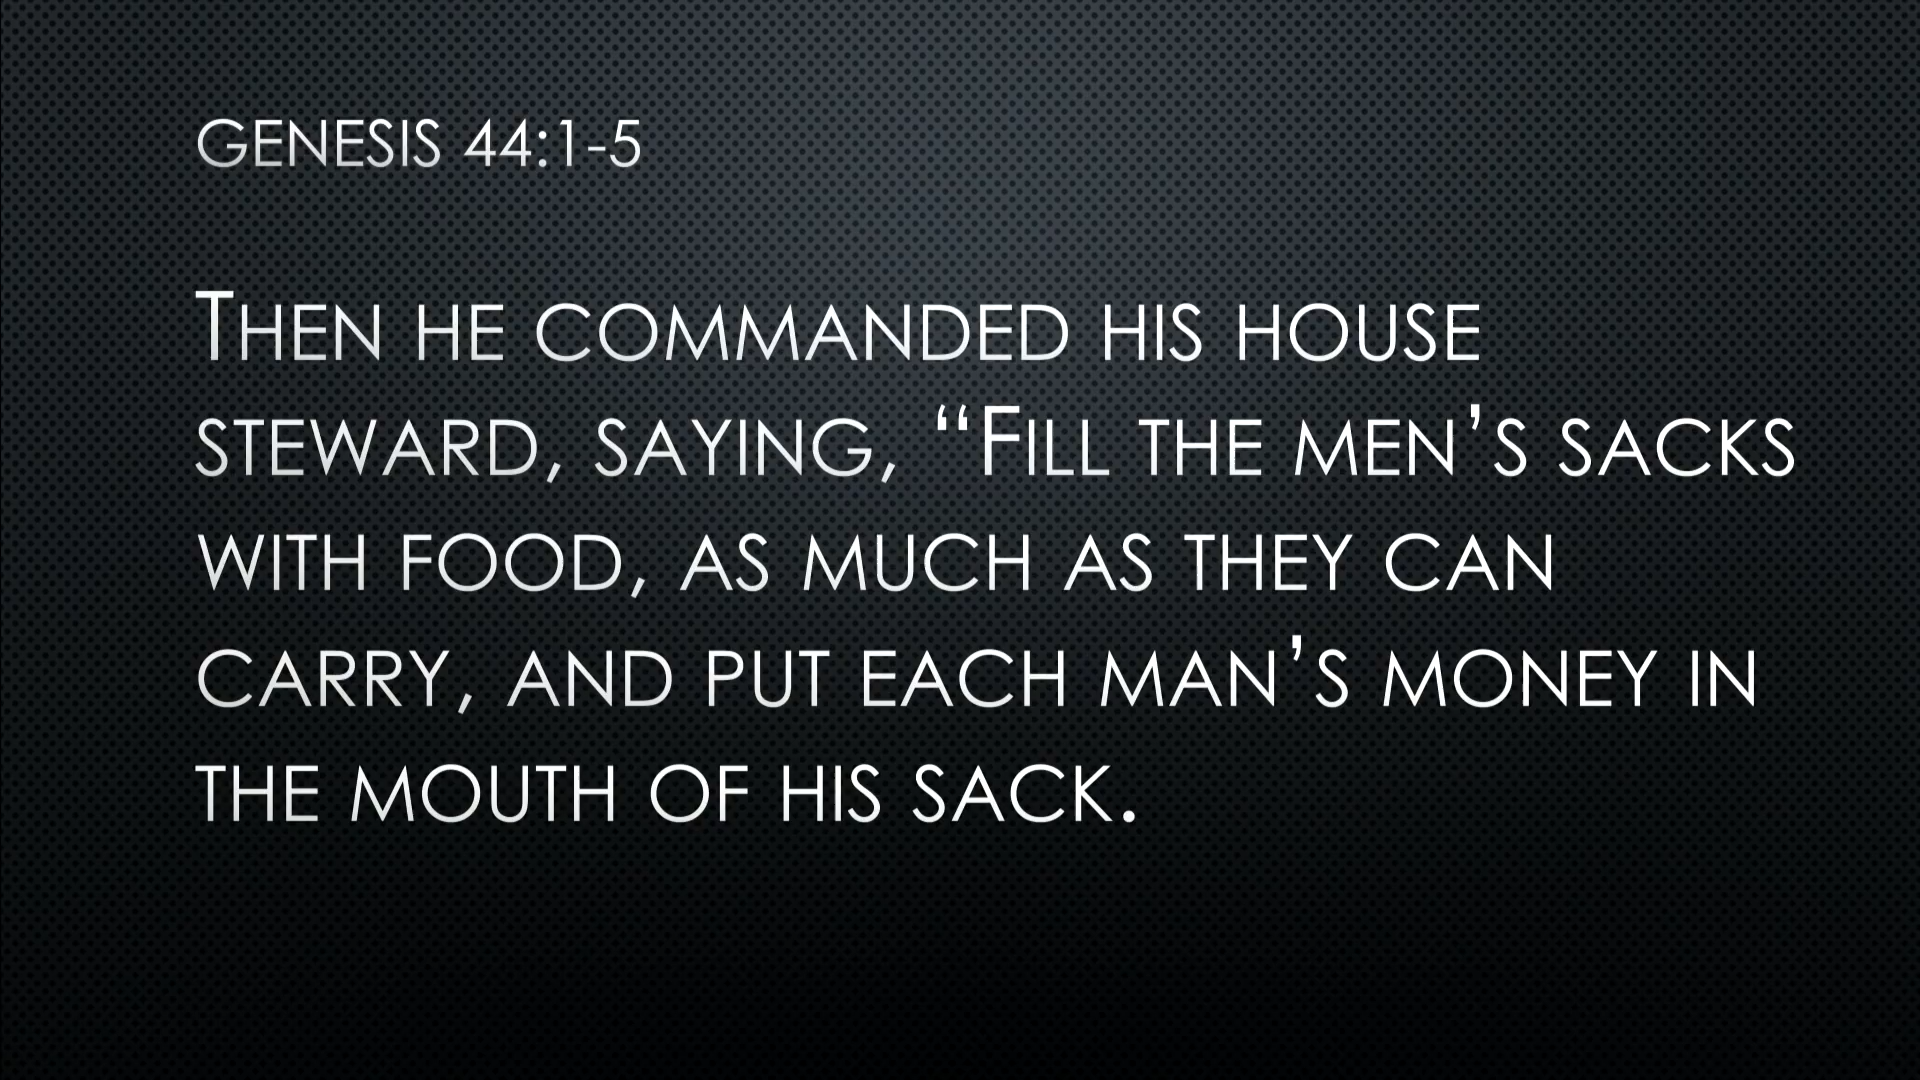 GENESIS 44:1-5
Then he commanded his house
steward, saying, “Fill the men’s sacks
with food, as much as they can
carry, and put each man’s money in
the mouth of his sack.